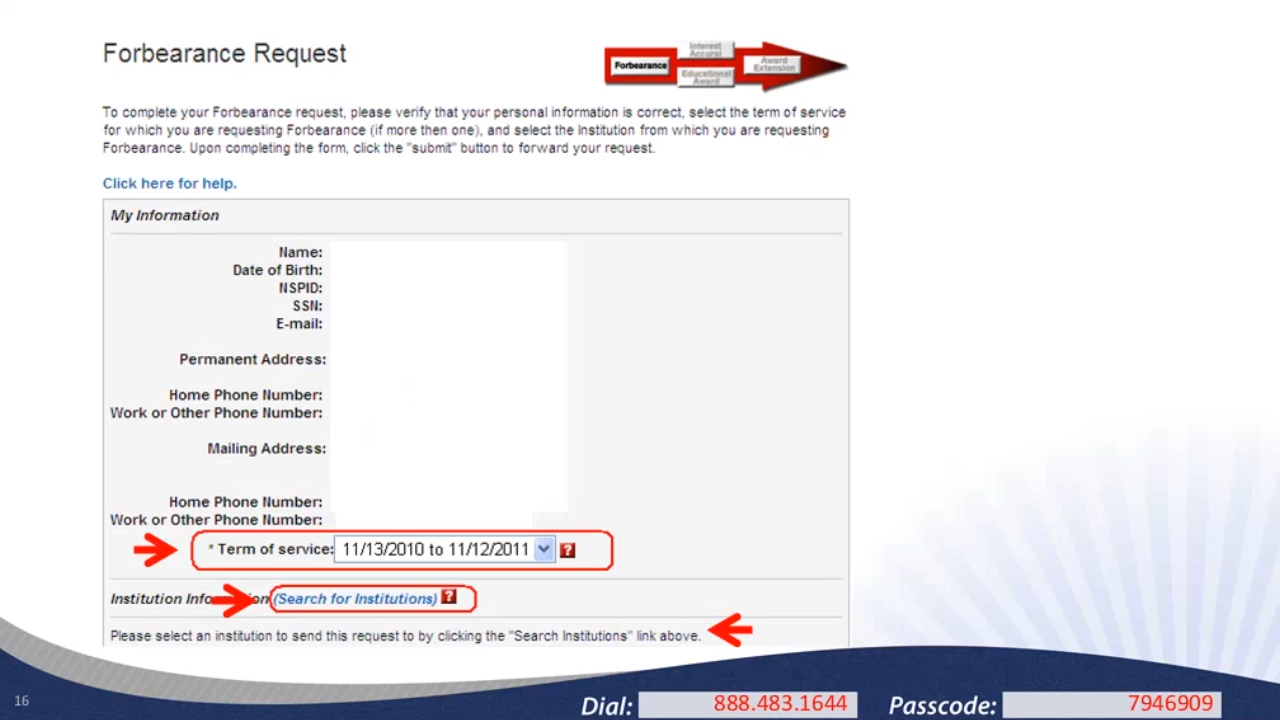 Forbearance Request
Forbearance
Interest
Accural
Educational
Award
Award
Extension
To complete your Forbearance request, please verify that your personal information is correct, select the term of service
for which you are requesting Forbearance (if more then one), and select the Institution from which you are requesting
Forbearance. Upon completing the form, click the "submit" button to forward your request.
Click here for help.
My Information
Name:
Date of Birth:
NSPID:
SSN:
E-mail:
Permanent Address:
Home Phone Number:
Work or Other Phone Number:
Mailing Address:
Home Phone Number:
Work or Other Phone Number:
* Term of service: 11/13/2010 to 11/12/2011 ?
Institution Information (Search for Institutions) ?
Please select an institution to send this request to by clicking the "Search Institutions" link above.
16
Dial: 888.483.1644 Passcode: 7946909